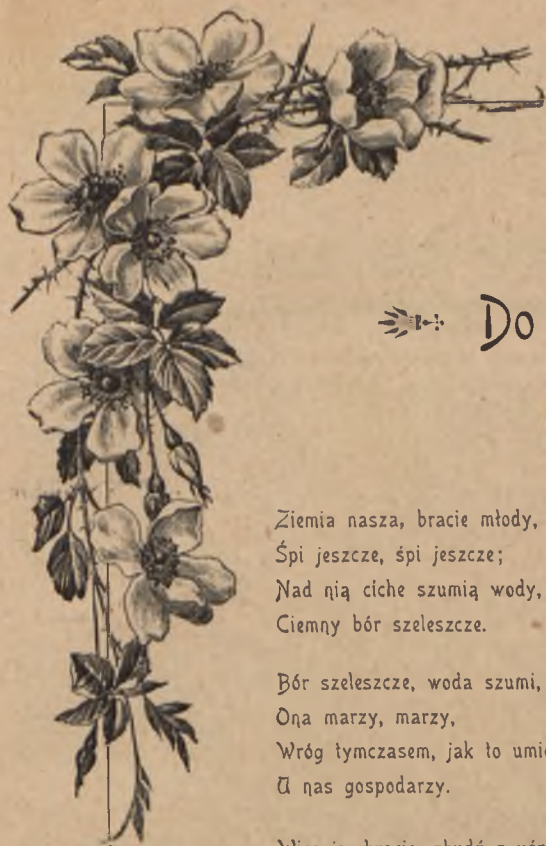 Do
Ziemia nasza, bracie młody,
Śpi jeszcze, śpi jeszcze;
Nad nią ciche szumią wody,
Ciemny bór szeleszcze.
Bór szeleszcze, woda szumi,
Ona marzy, marzy,
Wróg tymczasem, jak to umie
U nas gospodarzy.